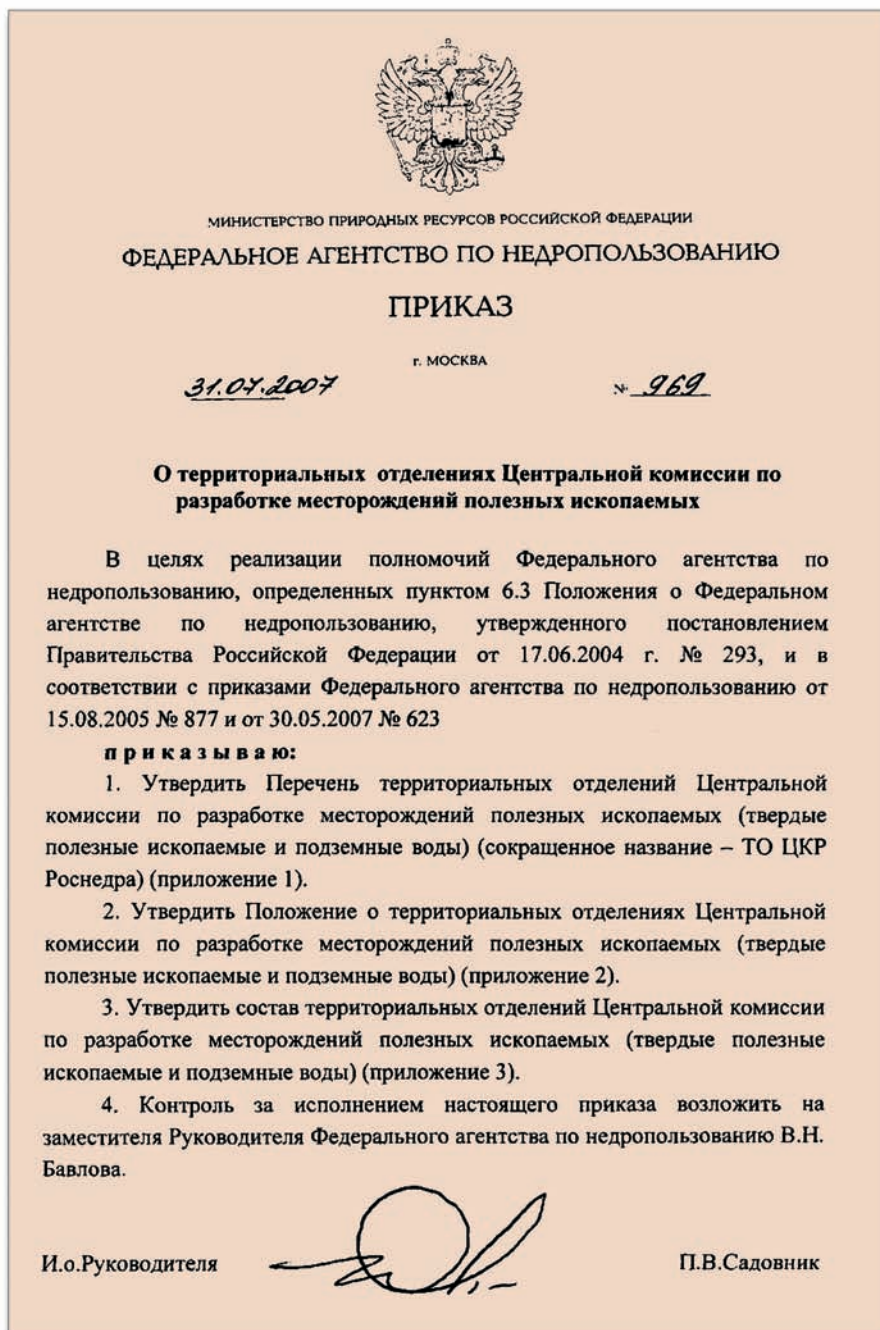 МИНИСТЕРСТВО ПРИРОДНЫХ РЕСУРСОВ РОССИЙСКОЙ ФЕДЕРАЦИИ
ФЕДЕРАЛЬНОЕ АГЕНТСТВО ПО НЕДРОПОЛЬЗОВАНИЮ
ПРИКАЗ
г. МОСКВА
31.07.2007 № 969
О территориальных отделениях Центральной комиссии по
разработке месторождений полезных ископаемых
В целях реализации полномочий Федерального агентства по
недропользованию, определенных пунктом 6.3 Положения о Федеральном
агентстве по недропользованию, утвержденного постановлением
Правительства Российской Федерации от 17.06.2004 г. № 293, и в
соответствии с приказами Федерального агентства по недропользованию от
15.08.2005 № 877 и от 30.05.2007 № 623
приказываю:
1. Утвердить Перечень территориальных отделений Центральной
комиссии по разработке месторождений полезных ископаемых (твердые
полезные ископаемые и подземные воды) (сокращенное название – ТО ЦКР
Роснедра) (приложение 1).
2. Утвердить Положение о территориальных отделениях Центральной
комиссии по разработке месторождений полезных ископаемых (твердые
полезные ископаемые и подземные воды) (приложение 2).
3. Утвердить состав территориальных отделений Центральной комиссии
по разработке месторождений полезных ископаемых (твердые полезные
ископаемые и подземные воды) (приложение 3).
4. Контроль за исполнением настоящего приказа возложить на
заместителя Руководителя Федерального агентства по недропользованию В.Н.
Бавлова.
И.о.Руководителя П.В.Садовник